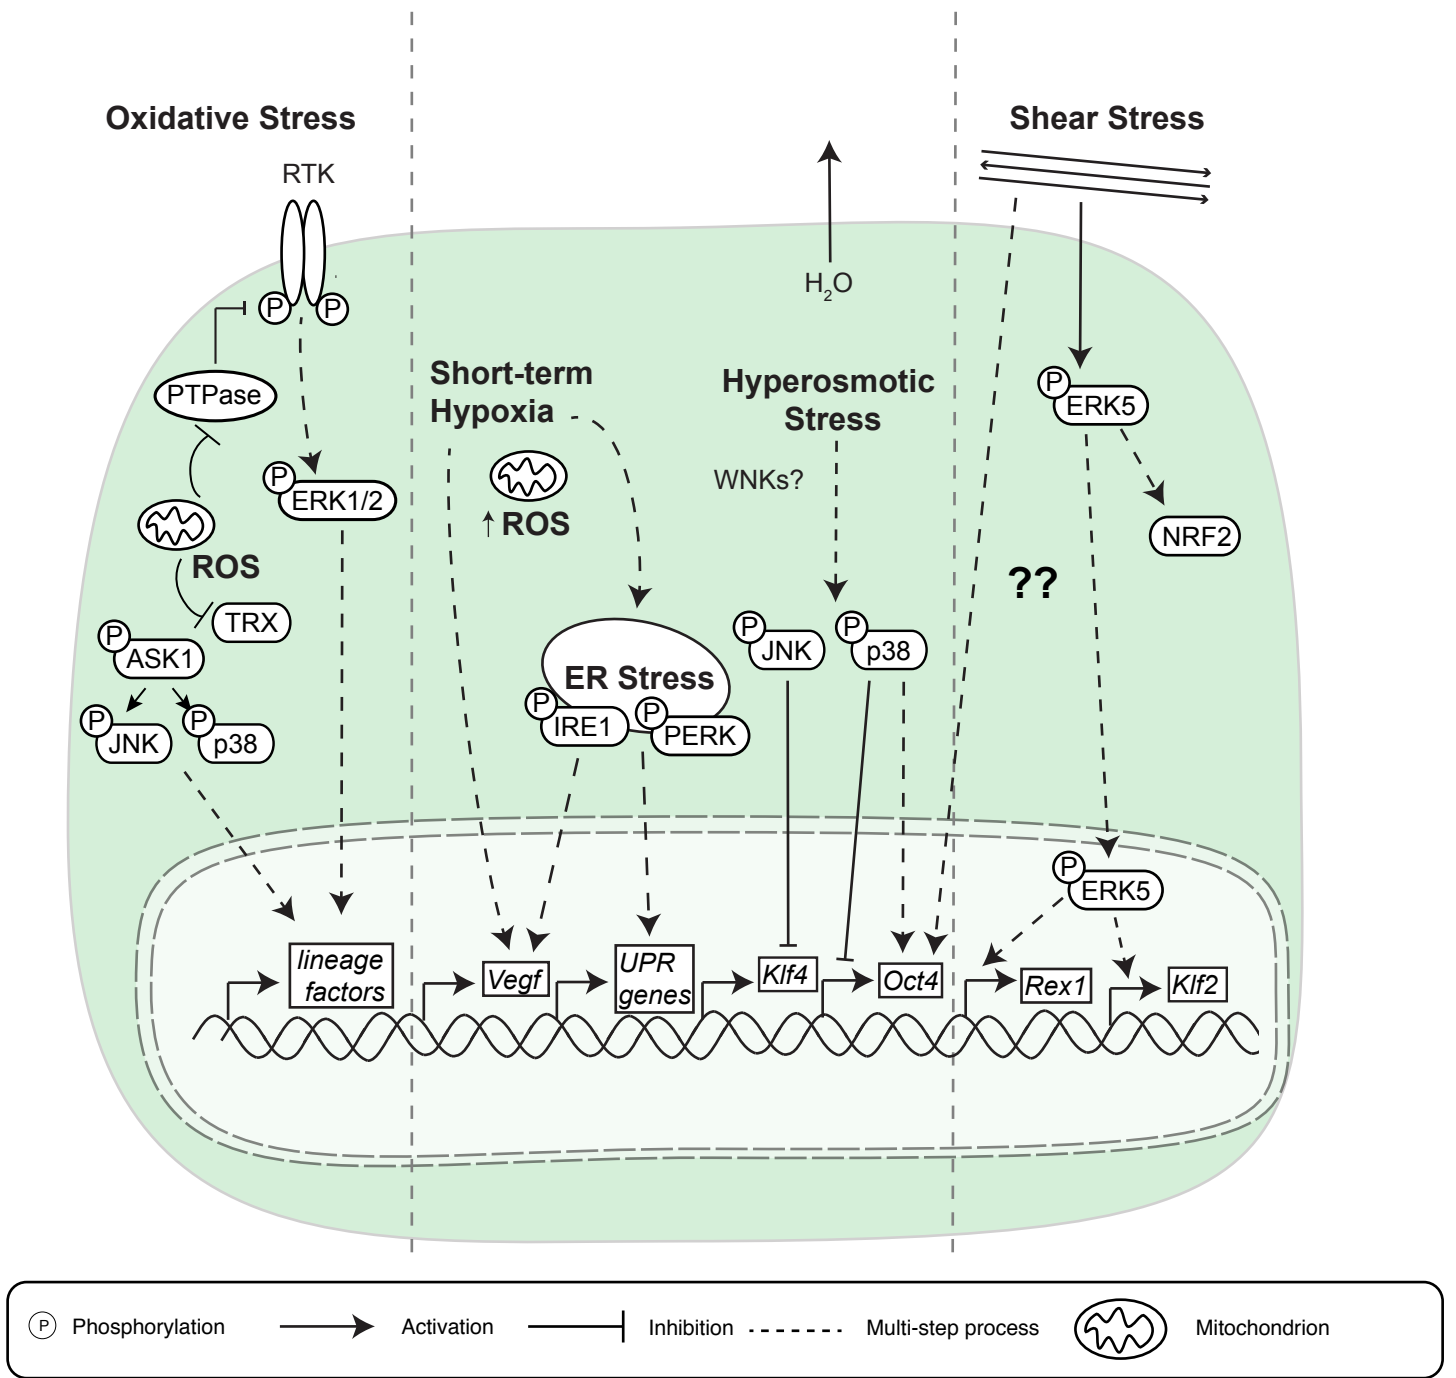 Oxidative Stress
RTK
P
P
PTPase
P
ERK1/2
ROS
TRX
P
ASK1
P
JNK
P
p38
lineage
factors
Short-term
Hypoxia
↑ ROS
ER Stress
P
IRE1
P
PERK
Vegf
UPR
genes
H₂O
Hyperosmotic
Stress
WNKs?
P
JNK
P
p38
Klf4
Oct4
Shear Stress
P
ERK5
NRF2
??
P
ERK5
Rex1
Klf2
P Phosphorylation
Activation
Inhibition
Multi-step process
Mitochondrion